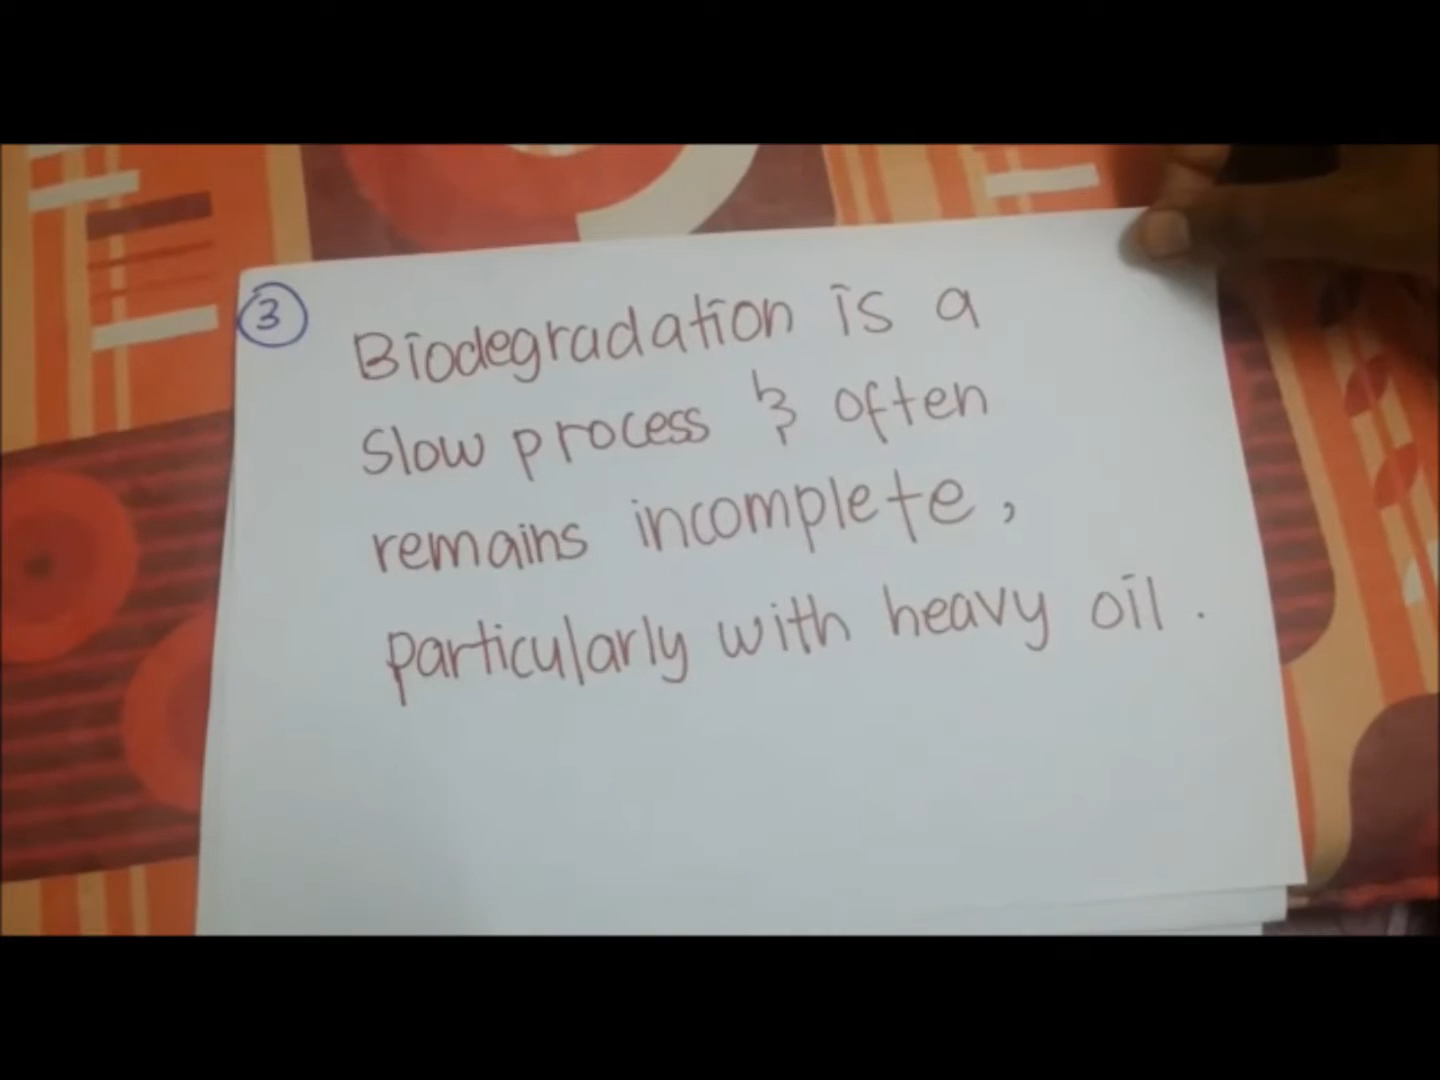 3
Biodegradation is a
slow process & often
remains incomplete,
particularly with heavy oil.